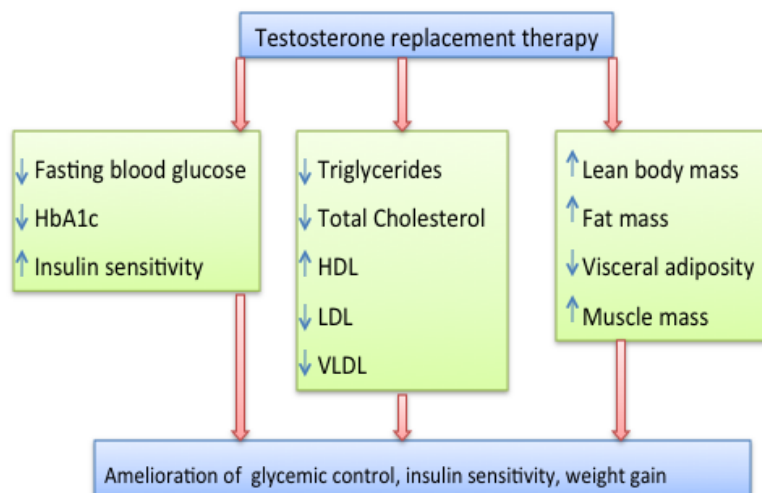 Testosterone replacement therapy
↓ Fasting blood glucose
↓ HbA1c
↑ Insulin sensitivity
↓ Triglycerides
↓ Total Cholesterol
↑ HDL
↓ LDL
↓ VLDL
↑ Lean body mass
↑ Fat mass
↓ Visceral adiposity
↑ Muscle mass
Amelioration of glycemic control, insulin sensitivity, weight gain